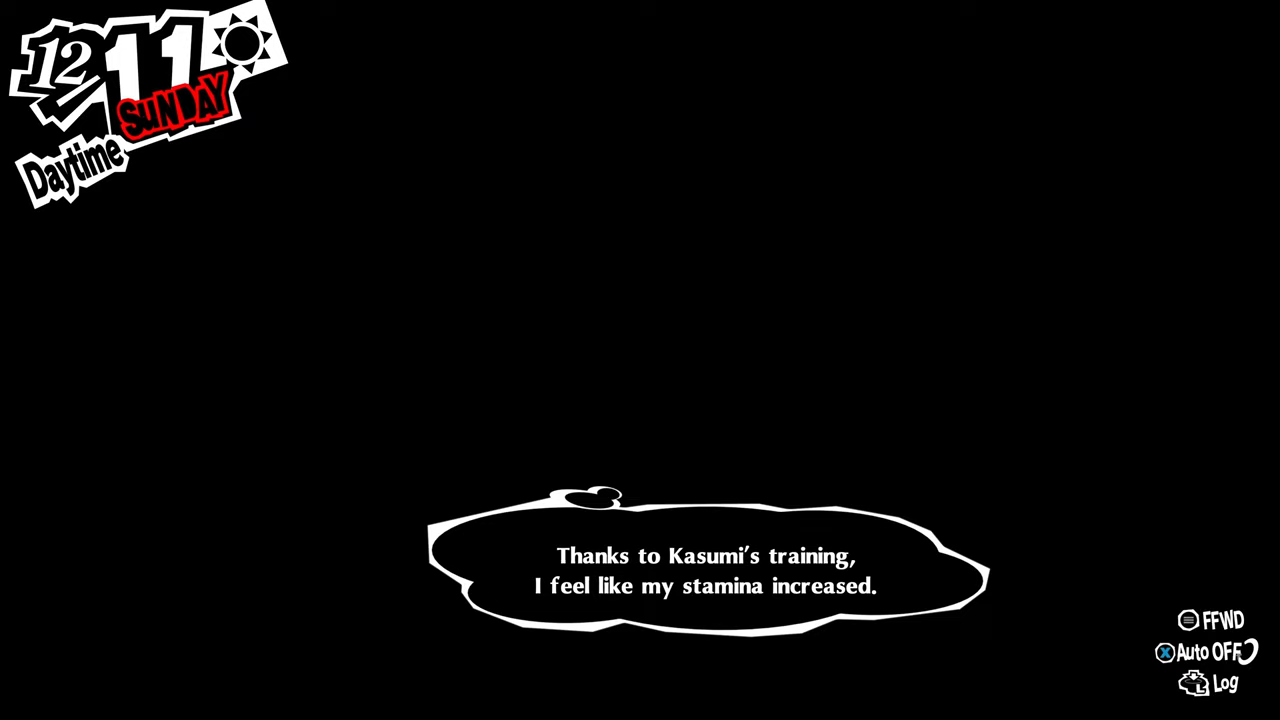 12 11
SUNDAY
Daytime
Thanks to Kasumi's training,
I feel like my stamina increased.
FFWD
X Auto OFF
L Log